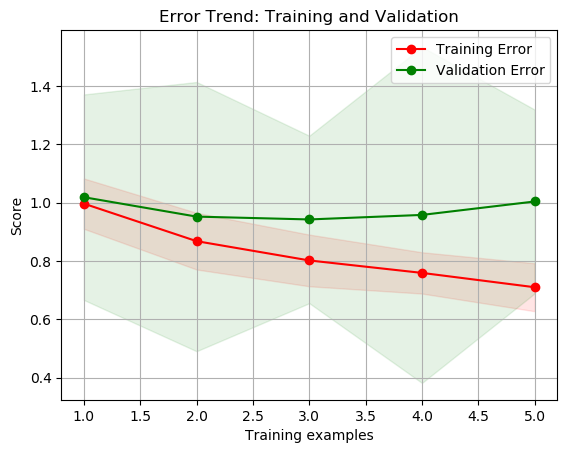 Error Trend: Training and Validation
Training Error
Validation Error
Score
1.4
1.2
1.0
0.8
0.6
0.4
1.0 1.5 2.0 2.5 3.0 3.5 4.0 4.5 5.0
Training examples